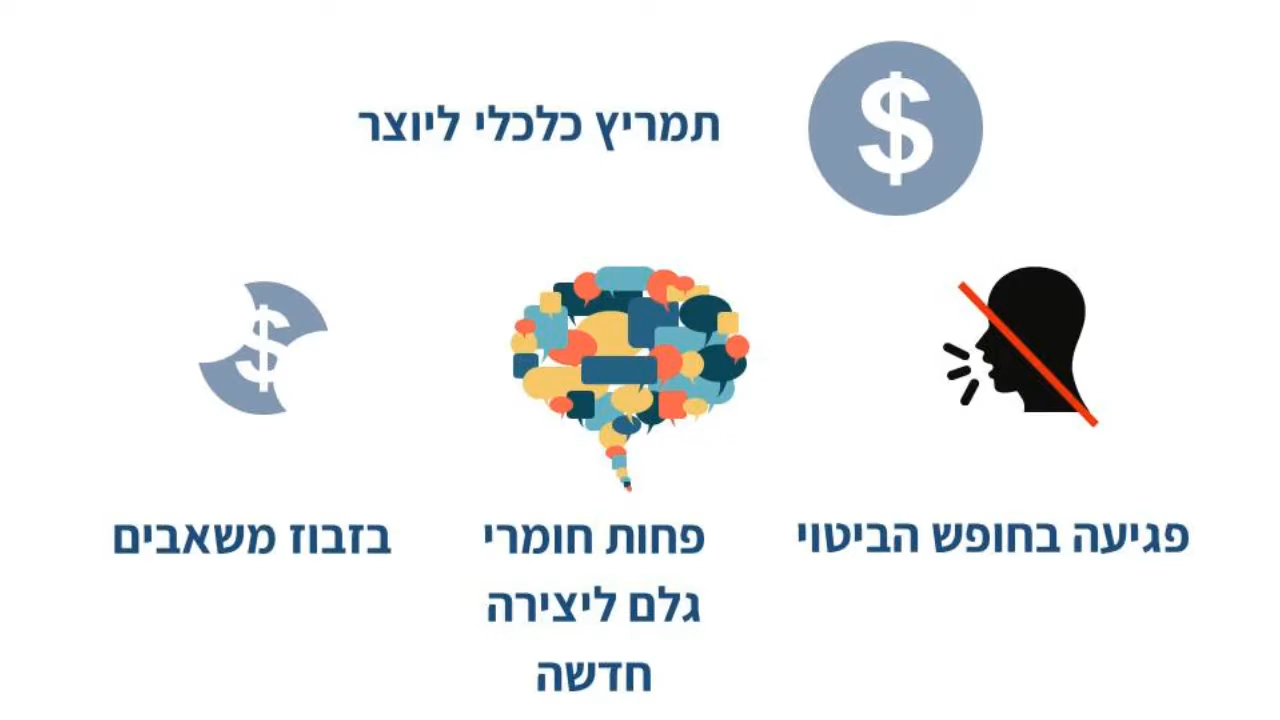 תמריץ כלכלי ליוצר
$
פגיעה בחופש הביטוי
פחות חומרי
גלם ליצירה
חדשה
$
בזבוז משאבים